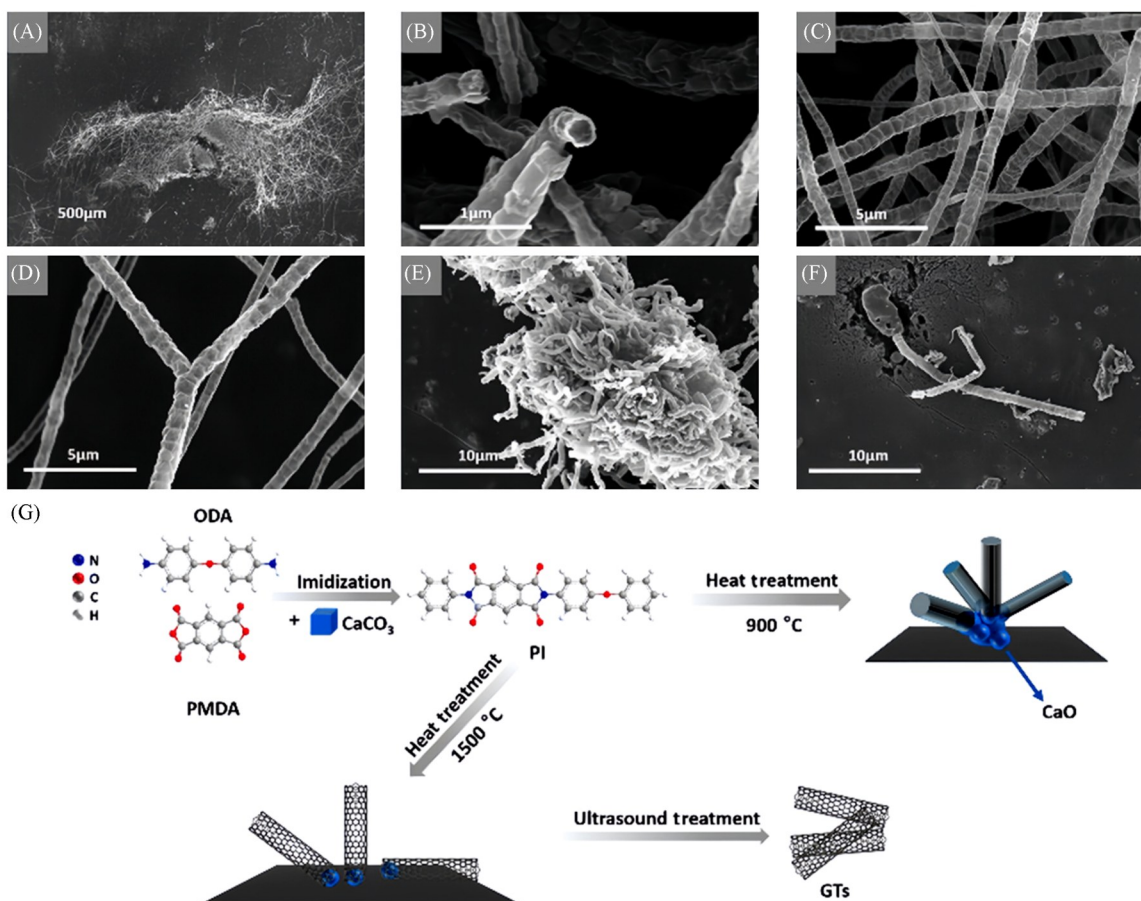 (A)
500μm
(B)
1μm
(C)
5μm
(D)
5μm
(E)
10μm
(F)
10μm
(G)
ODA
N
O
C
H
PMDA
Imidization
+ CaCO3
PI
Heat treatment
900 °C
CaO
Heat treatment
1500 °C
Ultrasound treatment
GTs